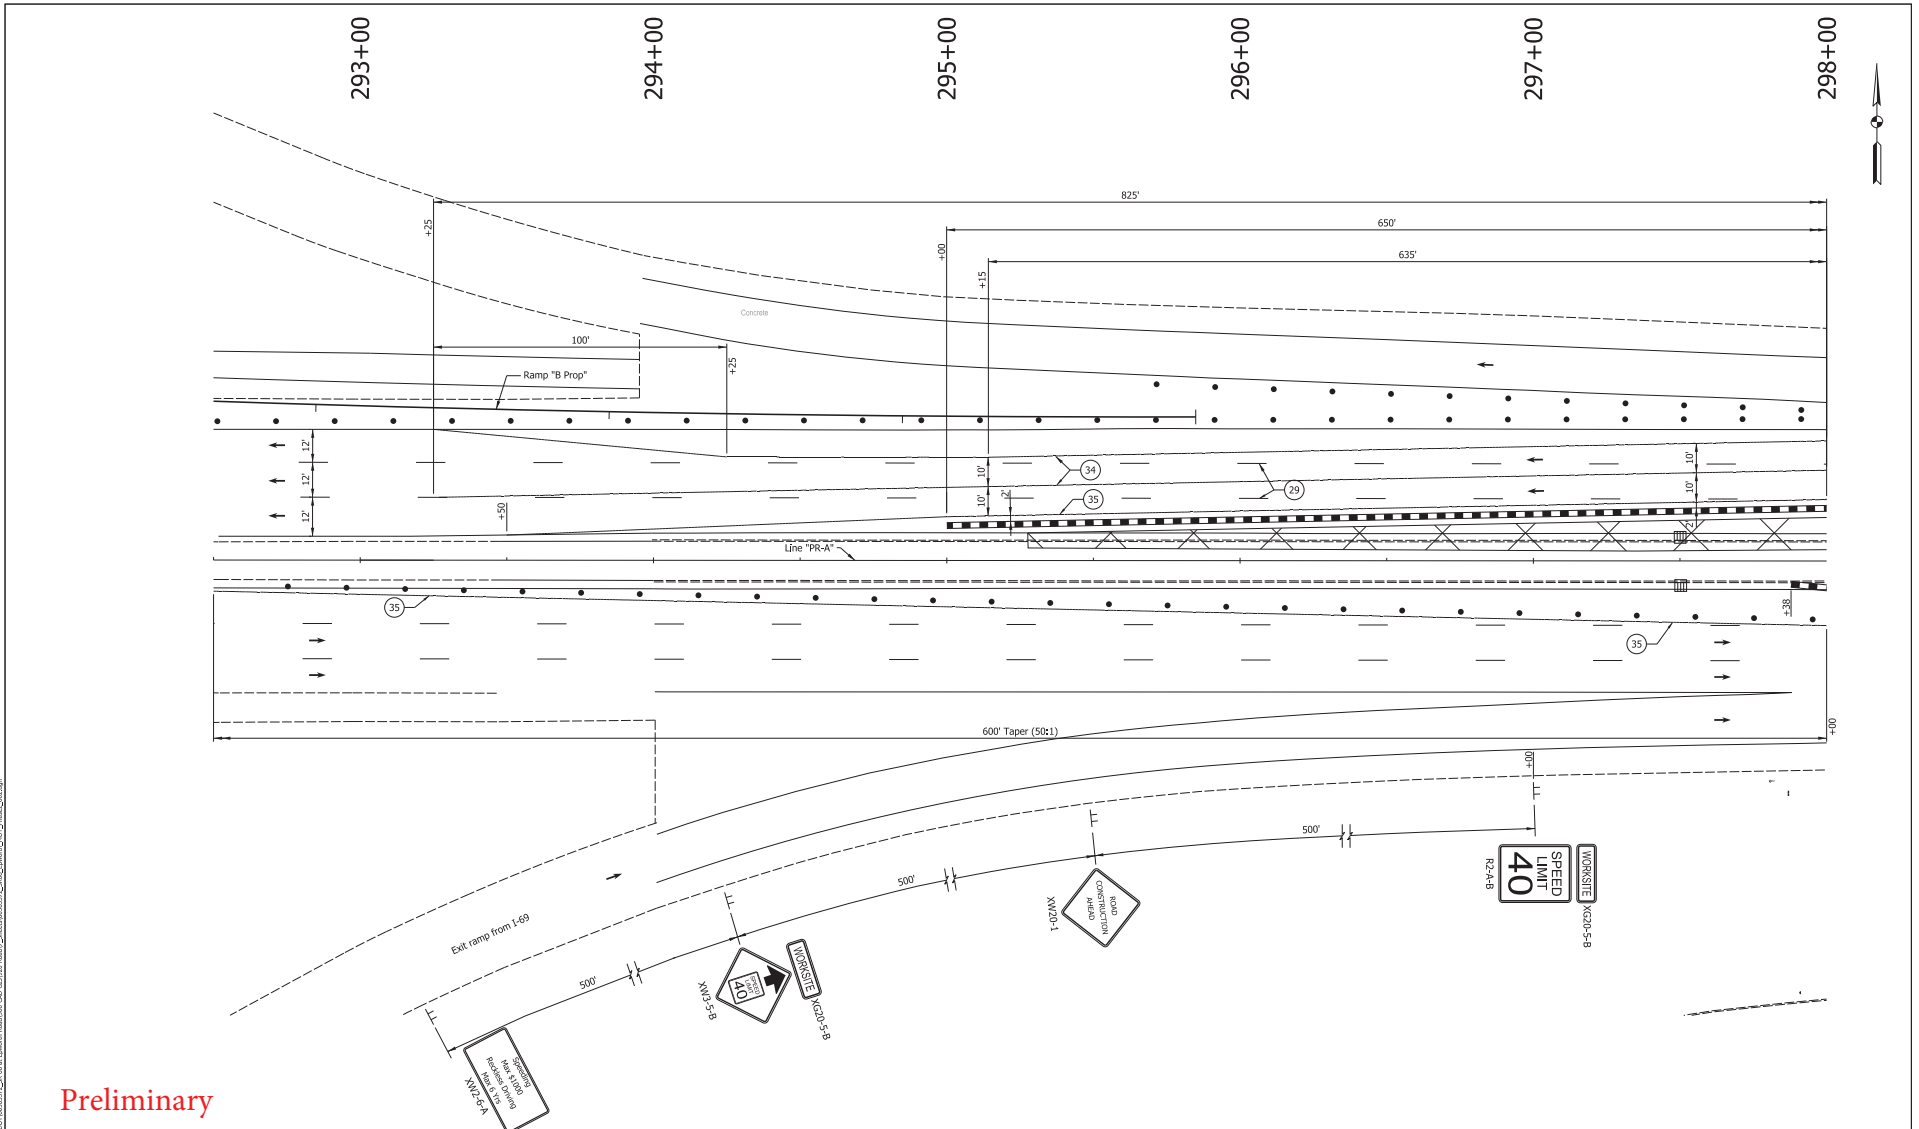 293+00
294+00
295+00
296+00
297+00
298+00
825'
650'
635'
+25
+00
+15
Concrete
100'
+25
Ramp "B Prop"
12'
12'
12'
34
10'
10'
2'
35
29
10'
10'
2'
+50
Line "PR-A"
35
+38
35
600' Taper (50:1)
+00
+00
500'
500'
500'
Exit ramp from I-69
WORKSITE
XG20-5-B
SPEED
LIMIT
40
R2-A-B
ROAD
CONSTRUCTION
AHEAD
XW20-1
WORKSITE
XG20-5-B
SPEED
LIMIT
40
XW3-5-B
Speeding
Max $1000
Reckless Driving
Max 6 Yrs
XW2-6-A
Preliminary